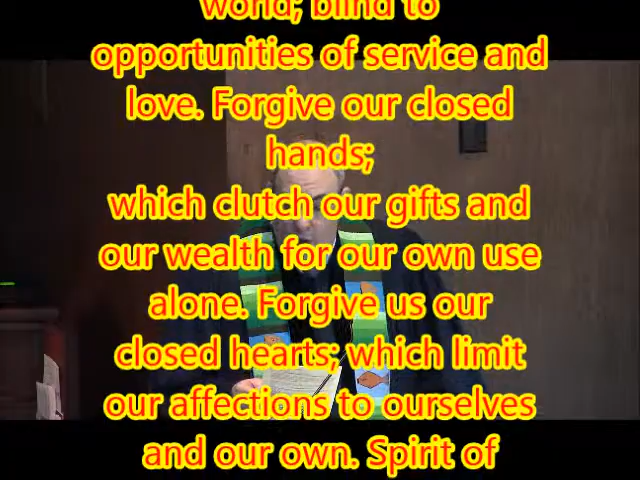 world; blind to
opportunities of service and
love. Forgive our closed
hands;
which clutch our gifts and
our wealth for our own use
alone. Forgive us our
closed hearts; which limit
our affections to ourselves
and our own. Spirit of